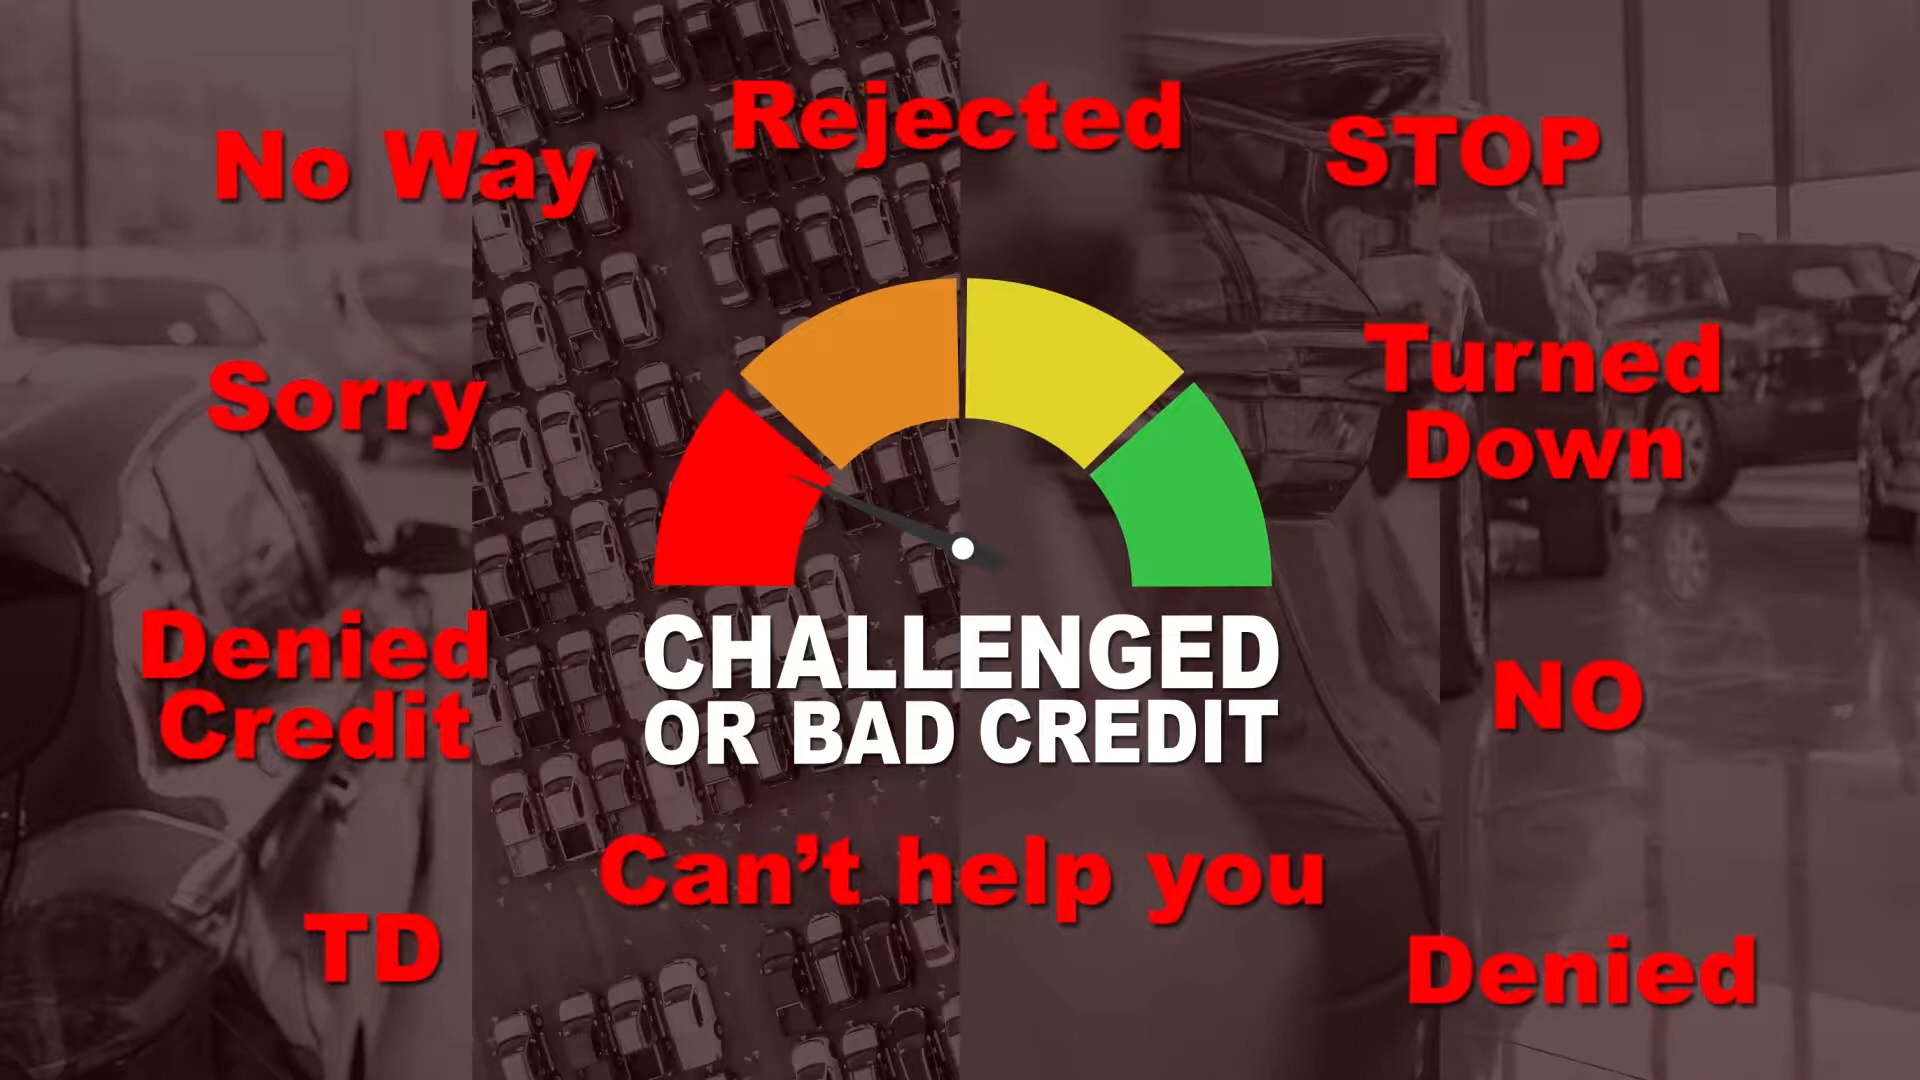 Rejected
STOP
No Way
Turned
Down
Sorry
Denied
Credit
CHALLENGED
OR BAD CREDIT
NO
Can't help you
TD
Denied